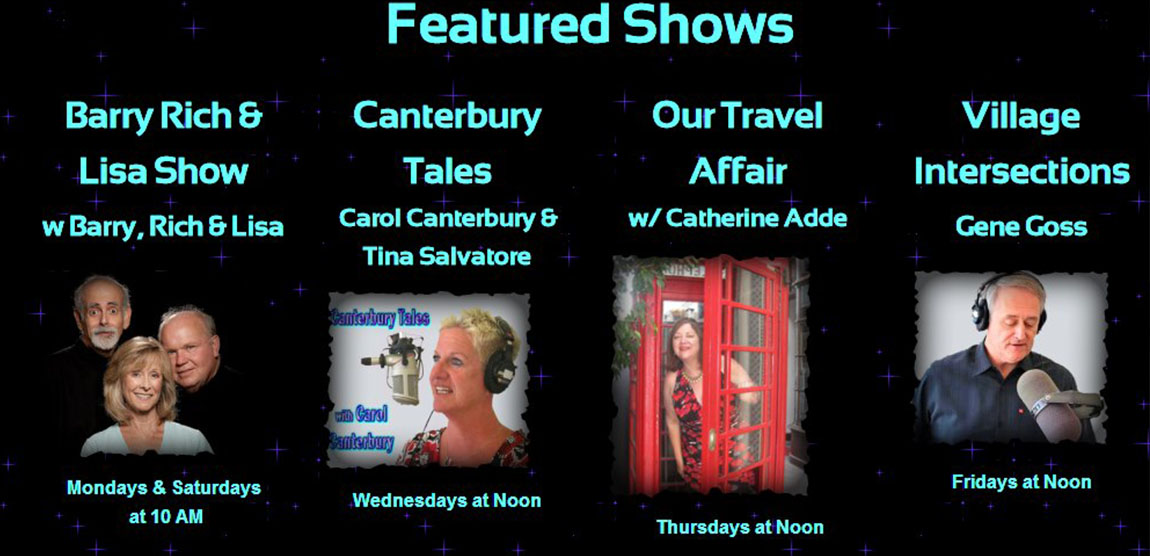 Featured Shows
Barry Rich &
Lisa Show
w Barry, Rich & Lisa
Mondays & Saturdays
at 10 AM
Canterbury
Tales
Carol Canterbury &
Tina Salvatore
Canterbury Tales
with Carol
Canterbury
Wednesdays at Noon
Our Travel
Affair
w/ Catherine Adde
Thursdays at Noon
Village
Intersections
Gene Goss
Fridays at Noon